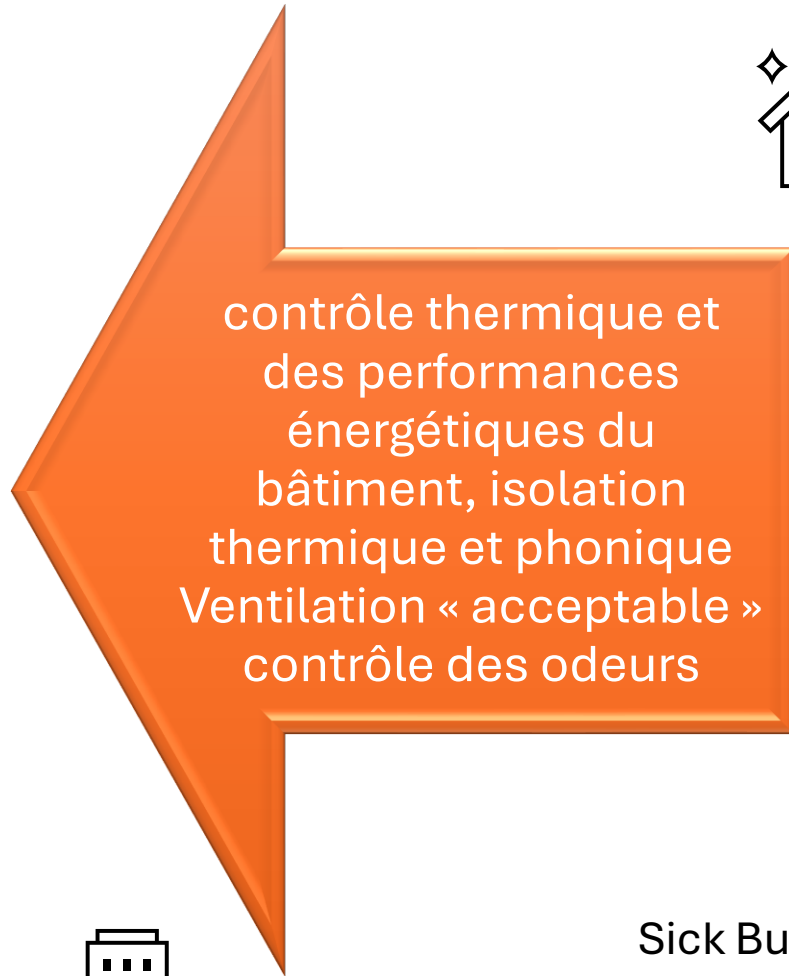 contrôle thermique et
des performances
énergétiques du
bâtiment, isolation
thermique et phonique
Ventilation « acceptable »
contrôle des odeurs
Sick Bu